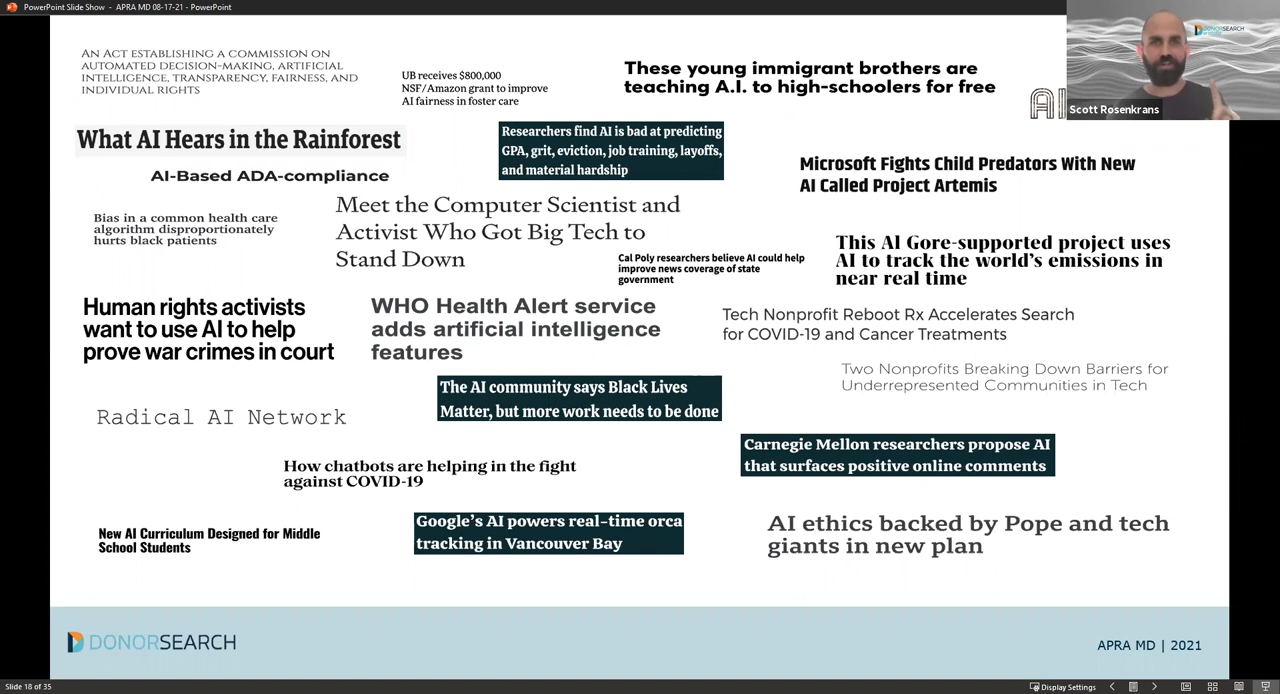 PowerPoint Slide Show - APRA MD 08-17-21 - PowerPoint
AN ACT ESTABLISHING A COMMISSION ON
AUTOMATED DECISION-MAKING, ARTIFICIAL
INTELLIGENCE, TRANSPARENCY, FAIRNESS, AND
INDIVIDUAL RIGHTS
UB receives $800,000
NSF/Amazon grant to improve
AI fairness in foster care
These young immigrant brothers are
teaching A.I. to high-schoolers for free
AI
DONORSEARCH
Scott Rosenkrans
What AI Hears in the Rainforest
Researchers find AI is bad at predicting
GPA, grit, eviction, job training, layoffs,
and material hardship
Microsoft Fights Child Predators With New
AI Called Project Artemis
AI-Based ADA-compliance
Bias in a common health care
algorithm disproportionately
hurts black patients
Meet the Computer Scientist and
Activist Who Got Big Tech to
Stand Down
Cal Poly researchers believe AI could help
improve news coverage of state
government
This Al Gore-supported project uses
AI to track the world's emissions in
near real time
Human rights activists
want to use AI to help
prove war crimes in court
WHO Health Alert service
adds artificial intelligence
features
Tech Nonprofit Reboot Rx Accelerates Search
for COVID-19 and Cancer Treatments
Two Nonprofits Breaking Down Barriers for
Underrepresented Communities in Tech
The AI community says Black Lives
Matter, but more work needs to be done
Radical AI Network
Carnegie Mellon researchers propose AI
that surfaces positive online comments
How chatbots are helping in the fight
against COVID-19
New AI Curriculum Designed for Middle
School Students
Google's AI powers real-time orca
tracking in Vancouver Bay
AI ethics backed by Pope and tech
giants in new plan
DONORSEARCH
APRA MD | 2021
Slide 18 of 35
Display Settings